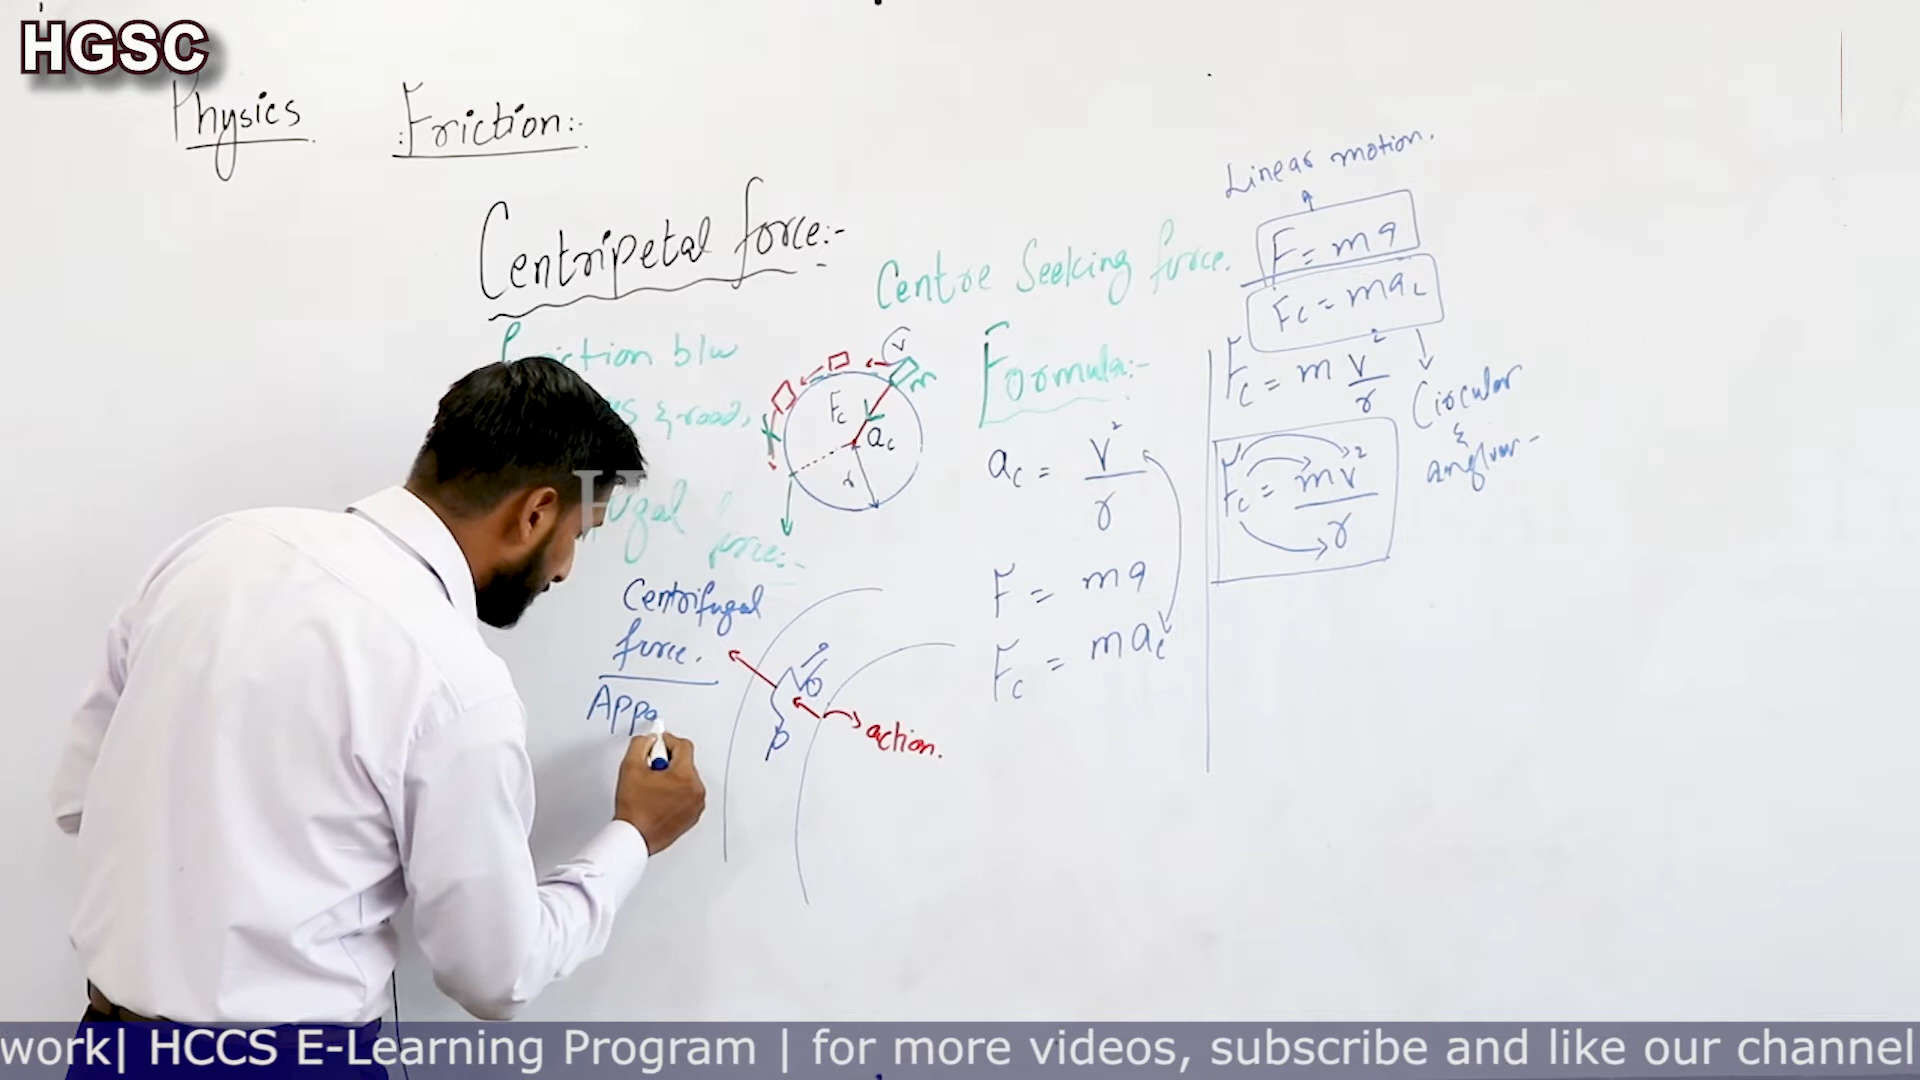 HGSC
Physics
:Friction:-
Centripetal force:-
Centre Seeking force.
Linear motion.
F = ma
Fc = mac
Fc = m v²/r
Circular
&
Fc = mv²/r
Friction b/w
& road,
V
m
Fc
ac
r
Formula:-
ac = V²/r
F = ma
Fc = mac
fugal
force:-
Centrifugal
force.
Appa
action.
work| HCCS E-Learning Program | for more videos, subscribe and like our channel